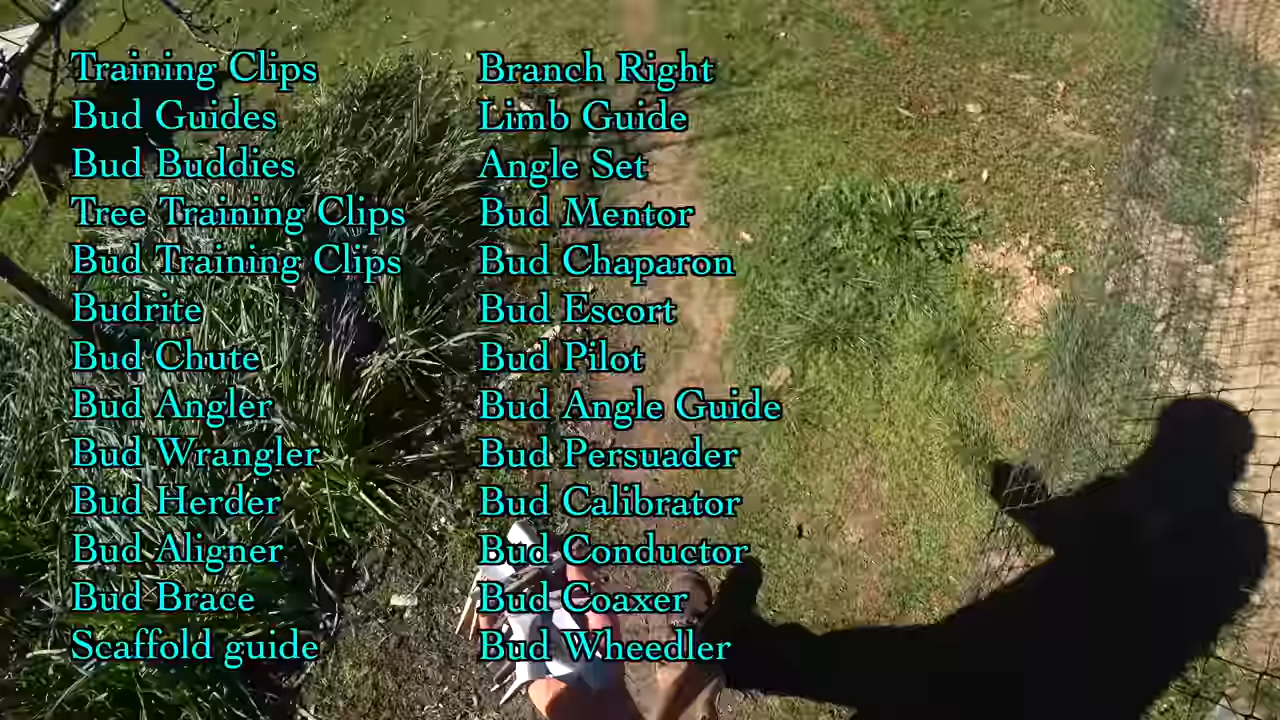 Training Clips
Bud Guides
Bud Buddies
Tree Training Clips
Bud Training Clips
Budrite
Bud Chute
Bud Angler
Bud Wrangler
Bud Herder
Bud Aligner
Bud Brace
Scaffold guide
Branch Right
Limb Guide
Angle Set
Bud Mentor
Bud Chaparon
Bud Escort
Bud Pilot
Bud Angle Guide
Bud Persuader
Bud Calibrator
Bud Conductor
Bud Coaxer
Bud Wheedler